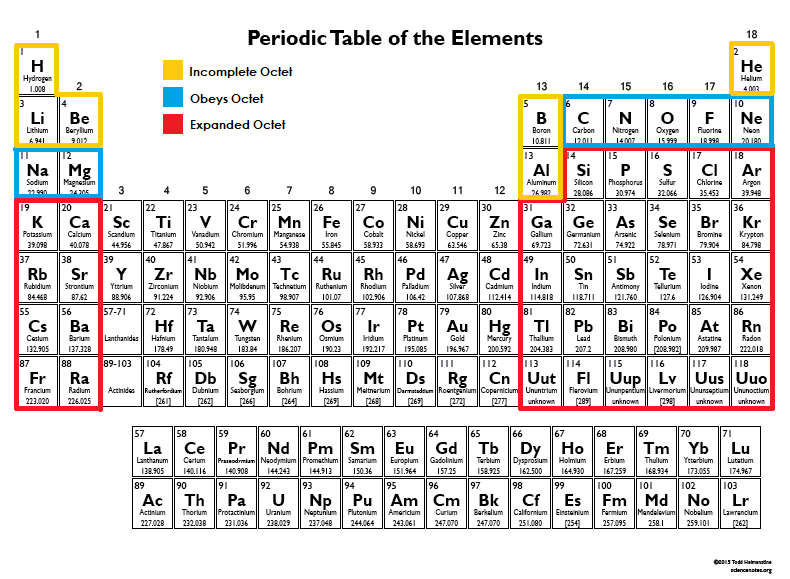 Periodic Table of the Elements
Incomplete Octet
Obeys Octet
Expanded Octet
1 18
1 2
H He
Hydrogen Helium
1.008 4.003
2 13 14 15 16 17
3 4 5 6 7 8 9 10
Li Be B C N O F Ne
Lithium Beryllium Boron Carbon Nitrogen Oxygen Fluorine Neon
6.941 9.012 10.811 12.011 14.007 15.999 18.998 20.180
11 12 13 14 15 16 17 18
Na Mg Al Si P S Cl Ar
Sodium Magnesium Aluminum Silicon Phosphorus Sulfur Chlorine Argon
22.990 24.305 26.982 28.086 30.974 32.066 35.453 39.948
3 4 5 6 7 8 9 10 11 12
19 20 21 22 23 24 25 26 27 28 29 30 31 32 33 34 35 36
K Ca Sc Ti V Cr Mn Fe Co Ni Cu Zn Ga Ge As Se Br Kr
Potassium Calcium Scandium Titanium Vanadium Chromium Manganese Iron Cobalt Nickel Copper Zinc Gallium Germanium Arsenic Selenium Bromine Krypton
39.098 40.078 44.956 47.867 50.942 51.996 54.938 55.845 58.933 58.693 63.546 65.38 69.723 72.631 74.922 78.971 79.904 84.798
37 38 39 40 41 42 43 44 45 46 47 48 49 50 51 52 53 54
Rb Sr Y Zr Nb Mo Tc Ru Rh Pd Ag Cd In Sn Sb Te I Xe
Rubidium Strontium Yttrium Zirconium Niobium Molibdenum Technetium Ruthenium Rhodium Palladium Silver Cadmium Indium Tin Antimony Tellurium Iodine Xenon
84.468 87.62 88.906 91.224 92.906 95.95 98.907 101.07 102.906 106.42 107.868 112.414 114.818 118.711 121.760 127.6 126.904 131.249
55 56 57-71 72 73 74 75 76 77 78 79 80 81 82 83 84 85 86
Cs Ba Hf Ta W Re Os Ir Pt Au Hg Tl Pb Bi Po At Rn
Cesium Barium Lanthanides Hafnium Tantalum Tungsten Rhenium Osmium Iridium Platinum Gold Mercury Thallium Lead Bismuth Polonium Astatine Radon
132.905 137.328 178.49 180.948 183.84 186.207 190.23 192.217 195.085 196.967 200.592 204.383 207.2 208.980 [208.982] 209.987 222.018
87 88 89-103 104 105 106 107 108 109 110 111 112 113 114 115 116 117 118
Fr Ra Rf Db Sg Bh Hs Mt Ds Rg Cn Uut Fl Uup Lv Uus Uuo
Francium Radium Actinides Rutherfordium Dubnium Seaborgium Bohrium Hassium Meitnerium Darmstadtium Roentgenium Copernicium Ununtrium Flerovium Ununpentium Livermorium Ununseptium Ununoctium
223.020 226.025 [261] [262] [266] [264] [269] [268] [269] [272] [277] unknown [289] unknown [298] unknown unknown
57 58 59 60 61 62 63 64 65 66 67 68 69 70 71
La Ce Pr Nd Pm Sm Eu Gd Tb Dy Ho Er Tm Yb Lu
Lanthanum Cerium Praseodymium Neodymium Promethium Samarium Europium Gadolinium Terbium Dysprosium Holmium Erbium Thulium Ytterbium Lutetium
138.905 140.116 140.908 144.243 144.913 150.36 151.964 157.25 158.925 162.500 164.930 167.259 168.934 173.055 174.967
89 90 91 92 93 94 95 96 97 98 99 100 101 102 103
Ac Th Pa U Np Pu Am Cm Bk Cf Es Fm Md No Lr
Actinium Thorium Protactinium Uranium Neptunium Plutonium Americium Curium Berkelium Californium Einsteinium Fermium Mendelevium Nobelium Lawrencium
227.028 232.038 231.036 238.029 237.048 244.064 243.061 247.070 247.070 251.080 [254] 257.095 258.1 259.101 [262]
©2015 Todd Helmenstine
sciencenotes.org